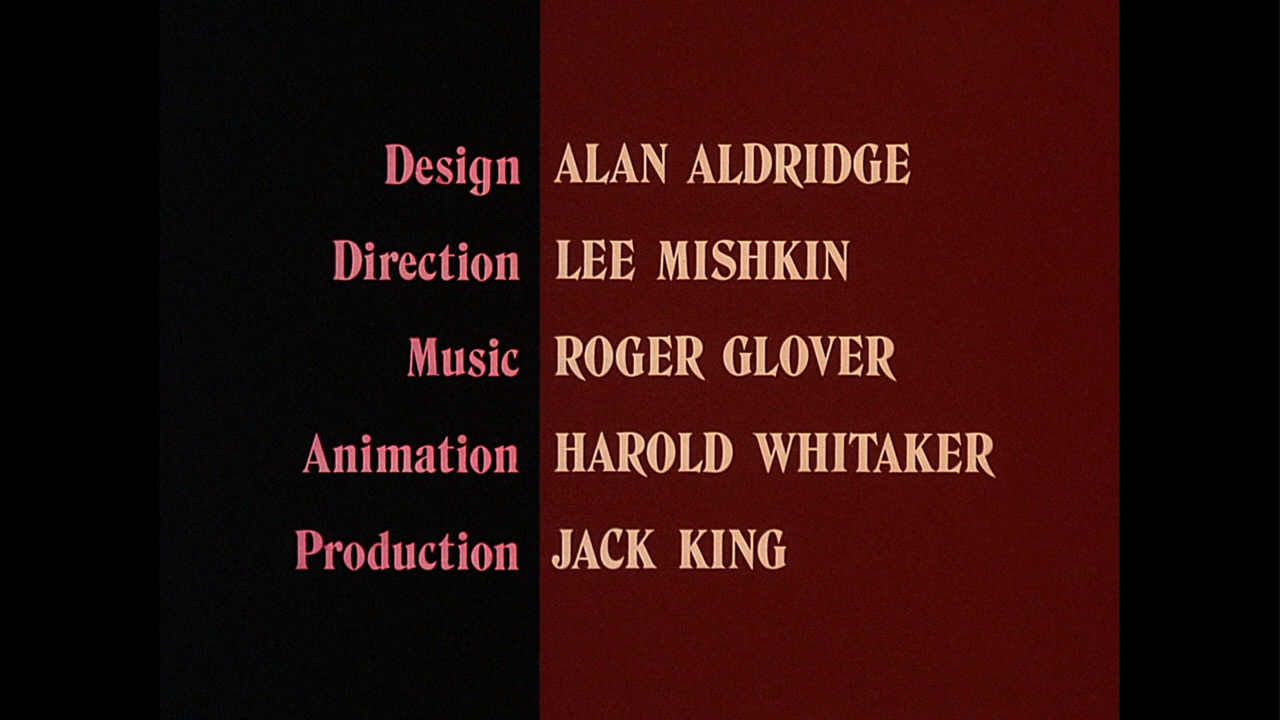 Design ALAN ALDRIDGE
Direction LEE MISHKIN
Music ROGER GLOVER
Animation HAROLD WHITAKER
Production JACK KING